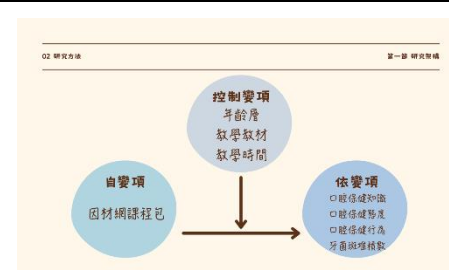 02 研究方法
第一節 研究架構
控制變項
年齡層
教學教材
教學時間
自變項
因材網課程包
依變項
口腔保健知識
口腔保健態度
口腔保健行為
牙菌斑堆積數